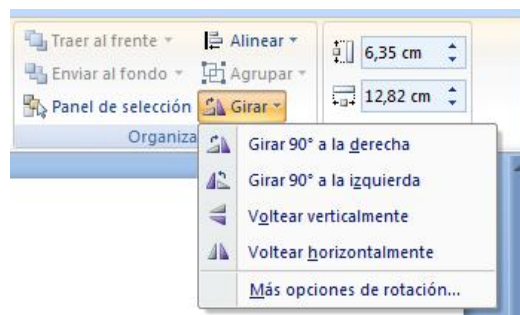 Traer al frente
Alinear
6,35 cm
Enviar al fondo
Agrupar
12,82 cm
Panel de selección
Girar
Organiza
Girar 90° a la derecha
Girar 90° a la izquierda
Voltear verticalmente
Voltear horizontalmente
Más opciones de rotación...